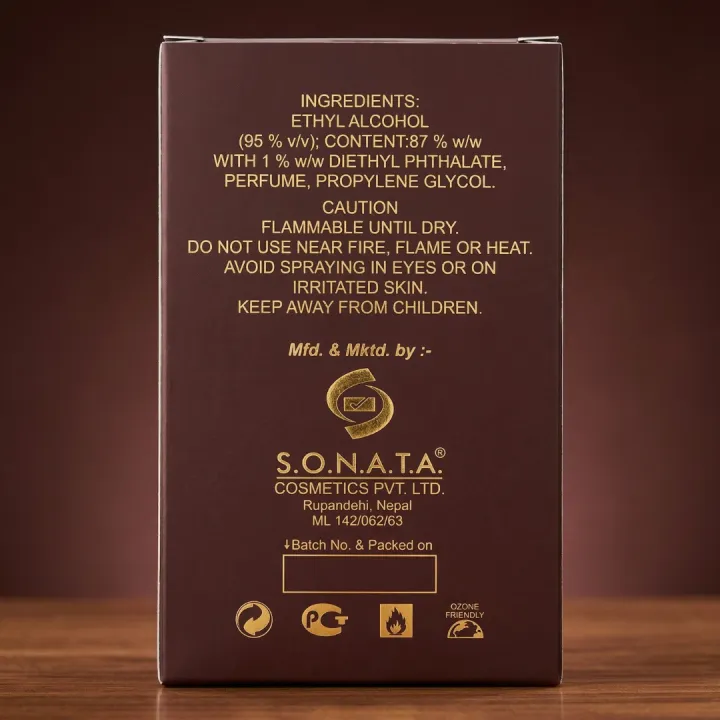 INGREDIENTS:
ETHYL ALCOHOL
(95 % v/v); CONTENT:87 % w/w
WITH 1 % w/w DIETHYL PHTHALATE,
PERFUME, PROPYLENE GLYCOL.
CAUTION
FLAMMABLE UNTIL DRY.
DO NOT USE NEAR FIRE, FLAME OR HEAT.
AVOID SPRAYING IN EYES OR ON
IRRITATED SKIN.
KEEP AWAY FROM CHILDREN.
Mfd. & Mktd. by :-
S.O.N.A.T.A.®
COSMETICS PVT. LTD.
Rupandehi, Nepal
ML 142/062/63
↓Batch No. & Packed on
OZONE
FRIENDLY